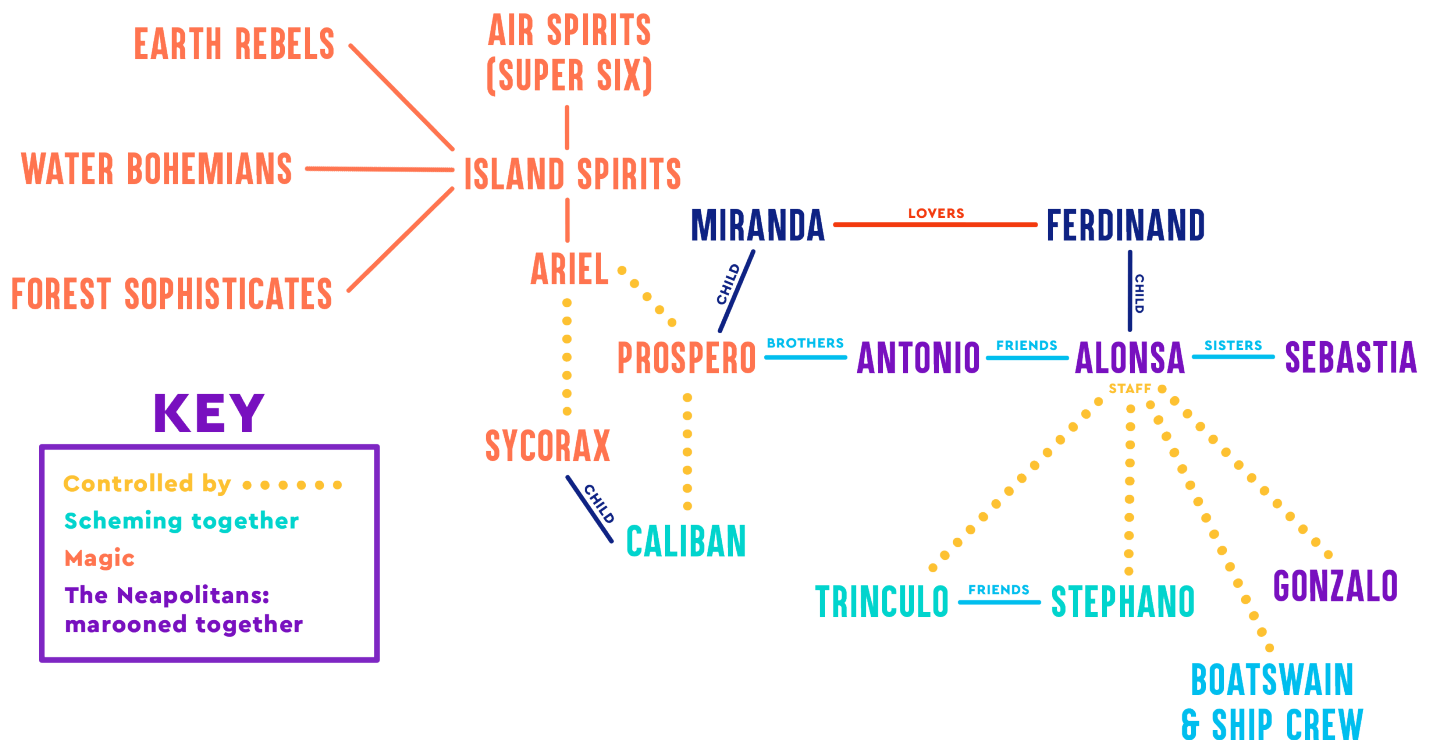 EARTH REBELS
AIR SPIRITS
(SUPER SIX)
WATER BOHEMIANS
ISLAND SPIRITS
MIRANDA
LOVERS
FERDINAND
ARIEL
FOREST SOPHISTICATES
CHILD
CHILD
PROSPERO
BROTHERS
ANTONIO
FRIENDS
ALONSA
SISTERS
SEBASTIA
STAFF
KEY
Controlled by
Scheming together
Magic
The Neapolitans:
marooned together
SYCORAX
CHILD
CALIBAN
TRINCULO
FRIENDS
STEPHANO
GONZALO
BOATSWAIN
& SHIP CREW